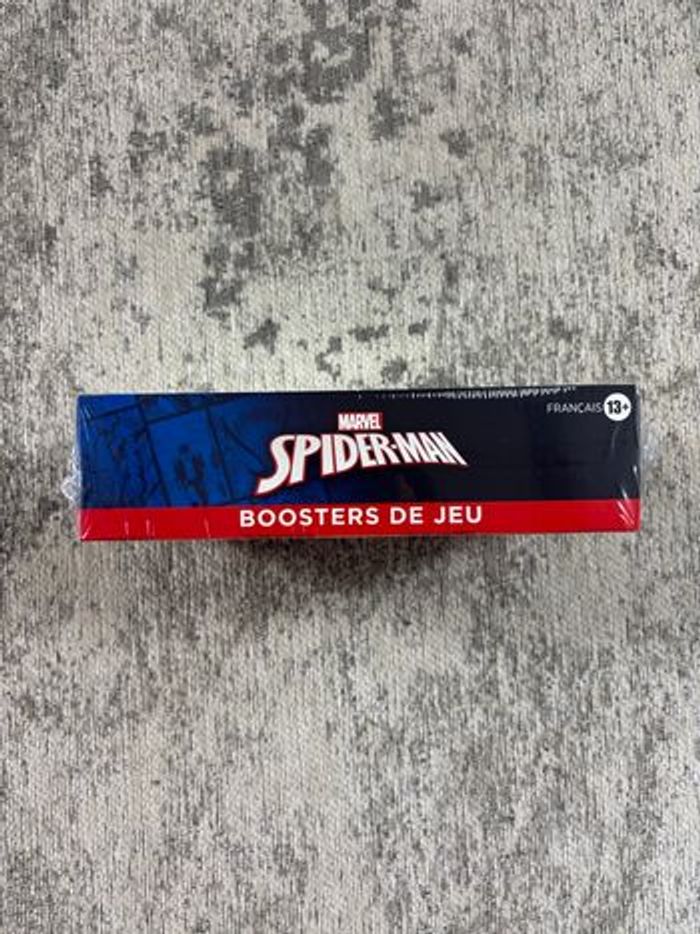 FRANÇAIS 13+
MARVEL
SPIDER-MAN
BOOSTERS DE JEU